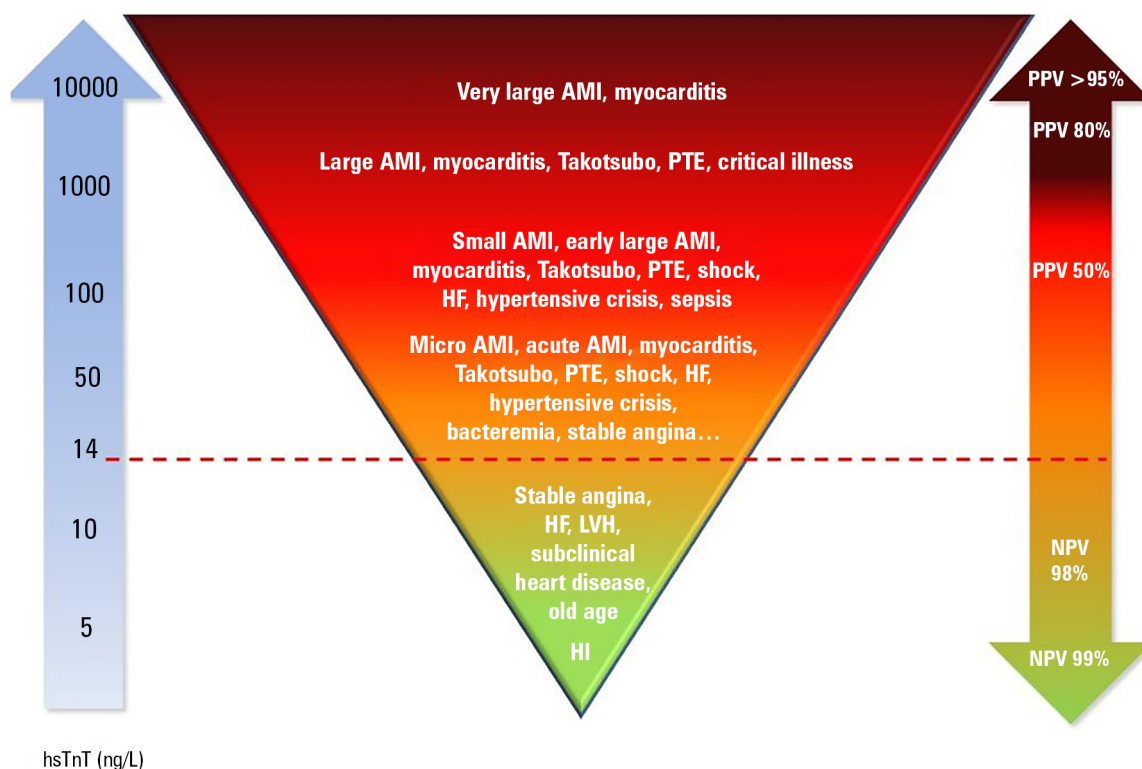 10000
1000
100
50
14
10
5
hsTnT (ng/L)
Very large AMI, myocarditis
Large AMI, myocarditis, Takotsubo, PTE, critical illness
Small AMI, early large AMI,
myocarditis, Takotsubo, PTE, shock,
HF, hypertensive crisis, sepsis
Micro AMI, acute AMI, myocarditis,
Takotsubo, PTE, shock, HF,
hypertensive crisis,
bacteremia, stable angina…
Stable angina,
HF, LVH,
subclinical
heart disease,
old age
HI
PPV >95%
PPV 80%
PPV 50%
NPV
98%
NPV 99%